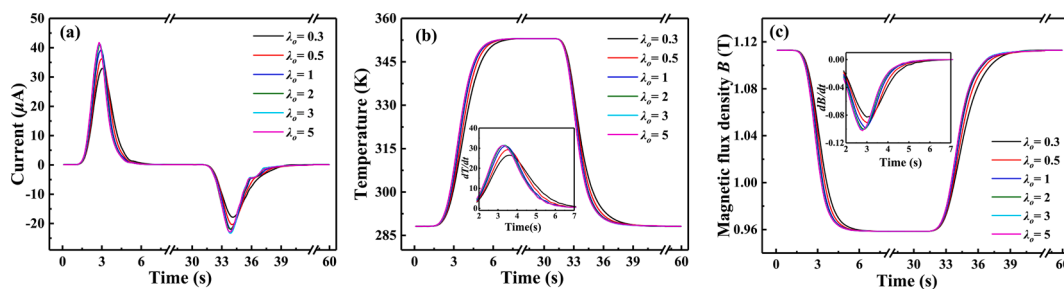 (a)
50
40
30
20
10
0
-10
-20
Current (μA)
0 3 6 30 33 36 39 60
Time (s)
λo= 0.3
λo= 0.5
λo= 1
λo= 2
λo= 3
λo= 5
(b)
375
360
345
330
315
300
285
Temperature (K)
0 3 6 30 33 36 39 60
Time (s)
λo= 0.3
λo= 0.5
λo= 1
λo= 2
λo= 3
λo= 5
40
30
20
10
0
dT/dt
2 3 4 5 6 7
Time(s)
(c)
1.12
1.08
1.04
1.00
0.96
Magnetic flux density B (T)
0 3 6 30 33 36 39 60
Time (s)
0.00
-0.04
-0.08
-0.12
dB/dt
2 3 4 5 6 7
Time (s)
λo= 0.3
λo= 0.5
λo= 1
λo= 2
λo= 3
λo= 5